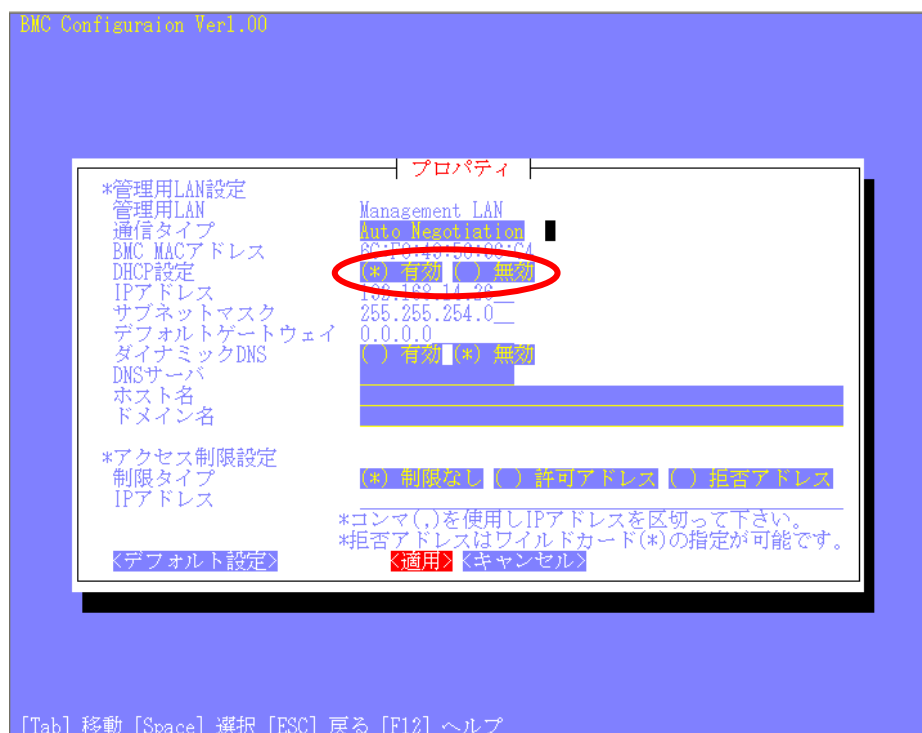 BMC Configuraion Ver1.00
プロパティ
*管理用LAN設定
管理用LAN Management LAN
通信タイプ Auto Negotiation
BMC MACアドレス
DHCP設定 (*) 有効 ( ) 無効
IPアドレス 192.168.14.26__
サブネットマスク 255.255.254.0__
デフォルトゲートウェイ 0.0.0.0
ダイナミックDNS ( ) 有効 (*) 無効
DNSサーバ
ホスト名
ドメイン名
*アクセス制限設定
制限タイプ (*) 制限なし ( ) 許可アドレス ( ) 拒否アドレス
IPアドレス
*コンマ(,)を使用しIPアドレスを区切って下さい。
*拒否アドレスはワイルドカード(*)の指定が可能です。
<デフォルト設定> <適用> <キャンセル>
[Tab] 移動 [Space] 選択 [ESC] 戻る [F12] ヘルプ